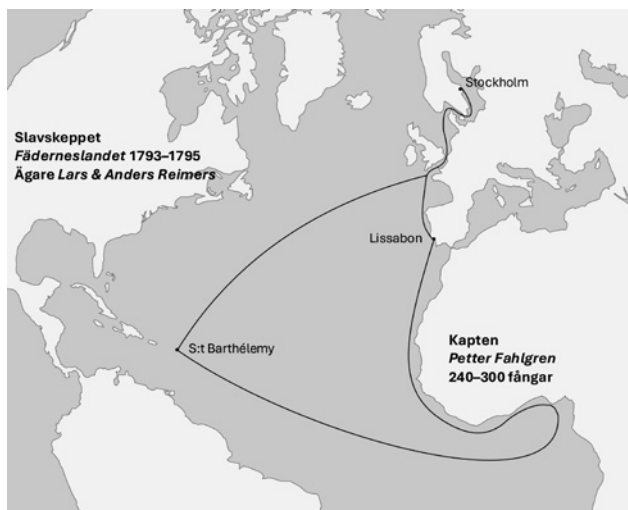 Stockholm
Slavskeppet
Fäderneslandet 1793–1795
Ägare Lars & Anders Reimers
Lissabon
S:t Barthélemy
Kapten
Petter Fahlgren
240–300 fångar